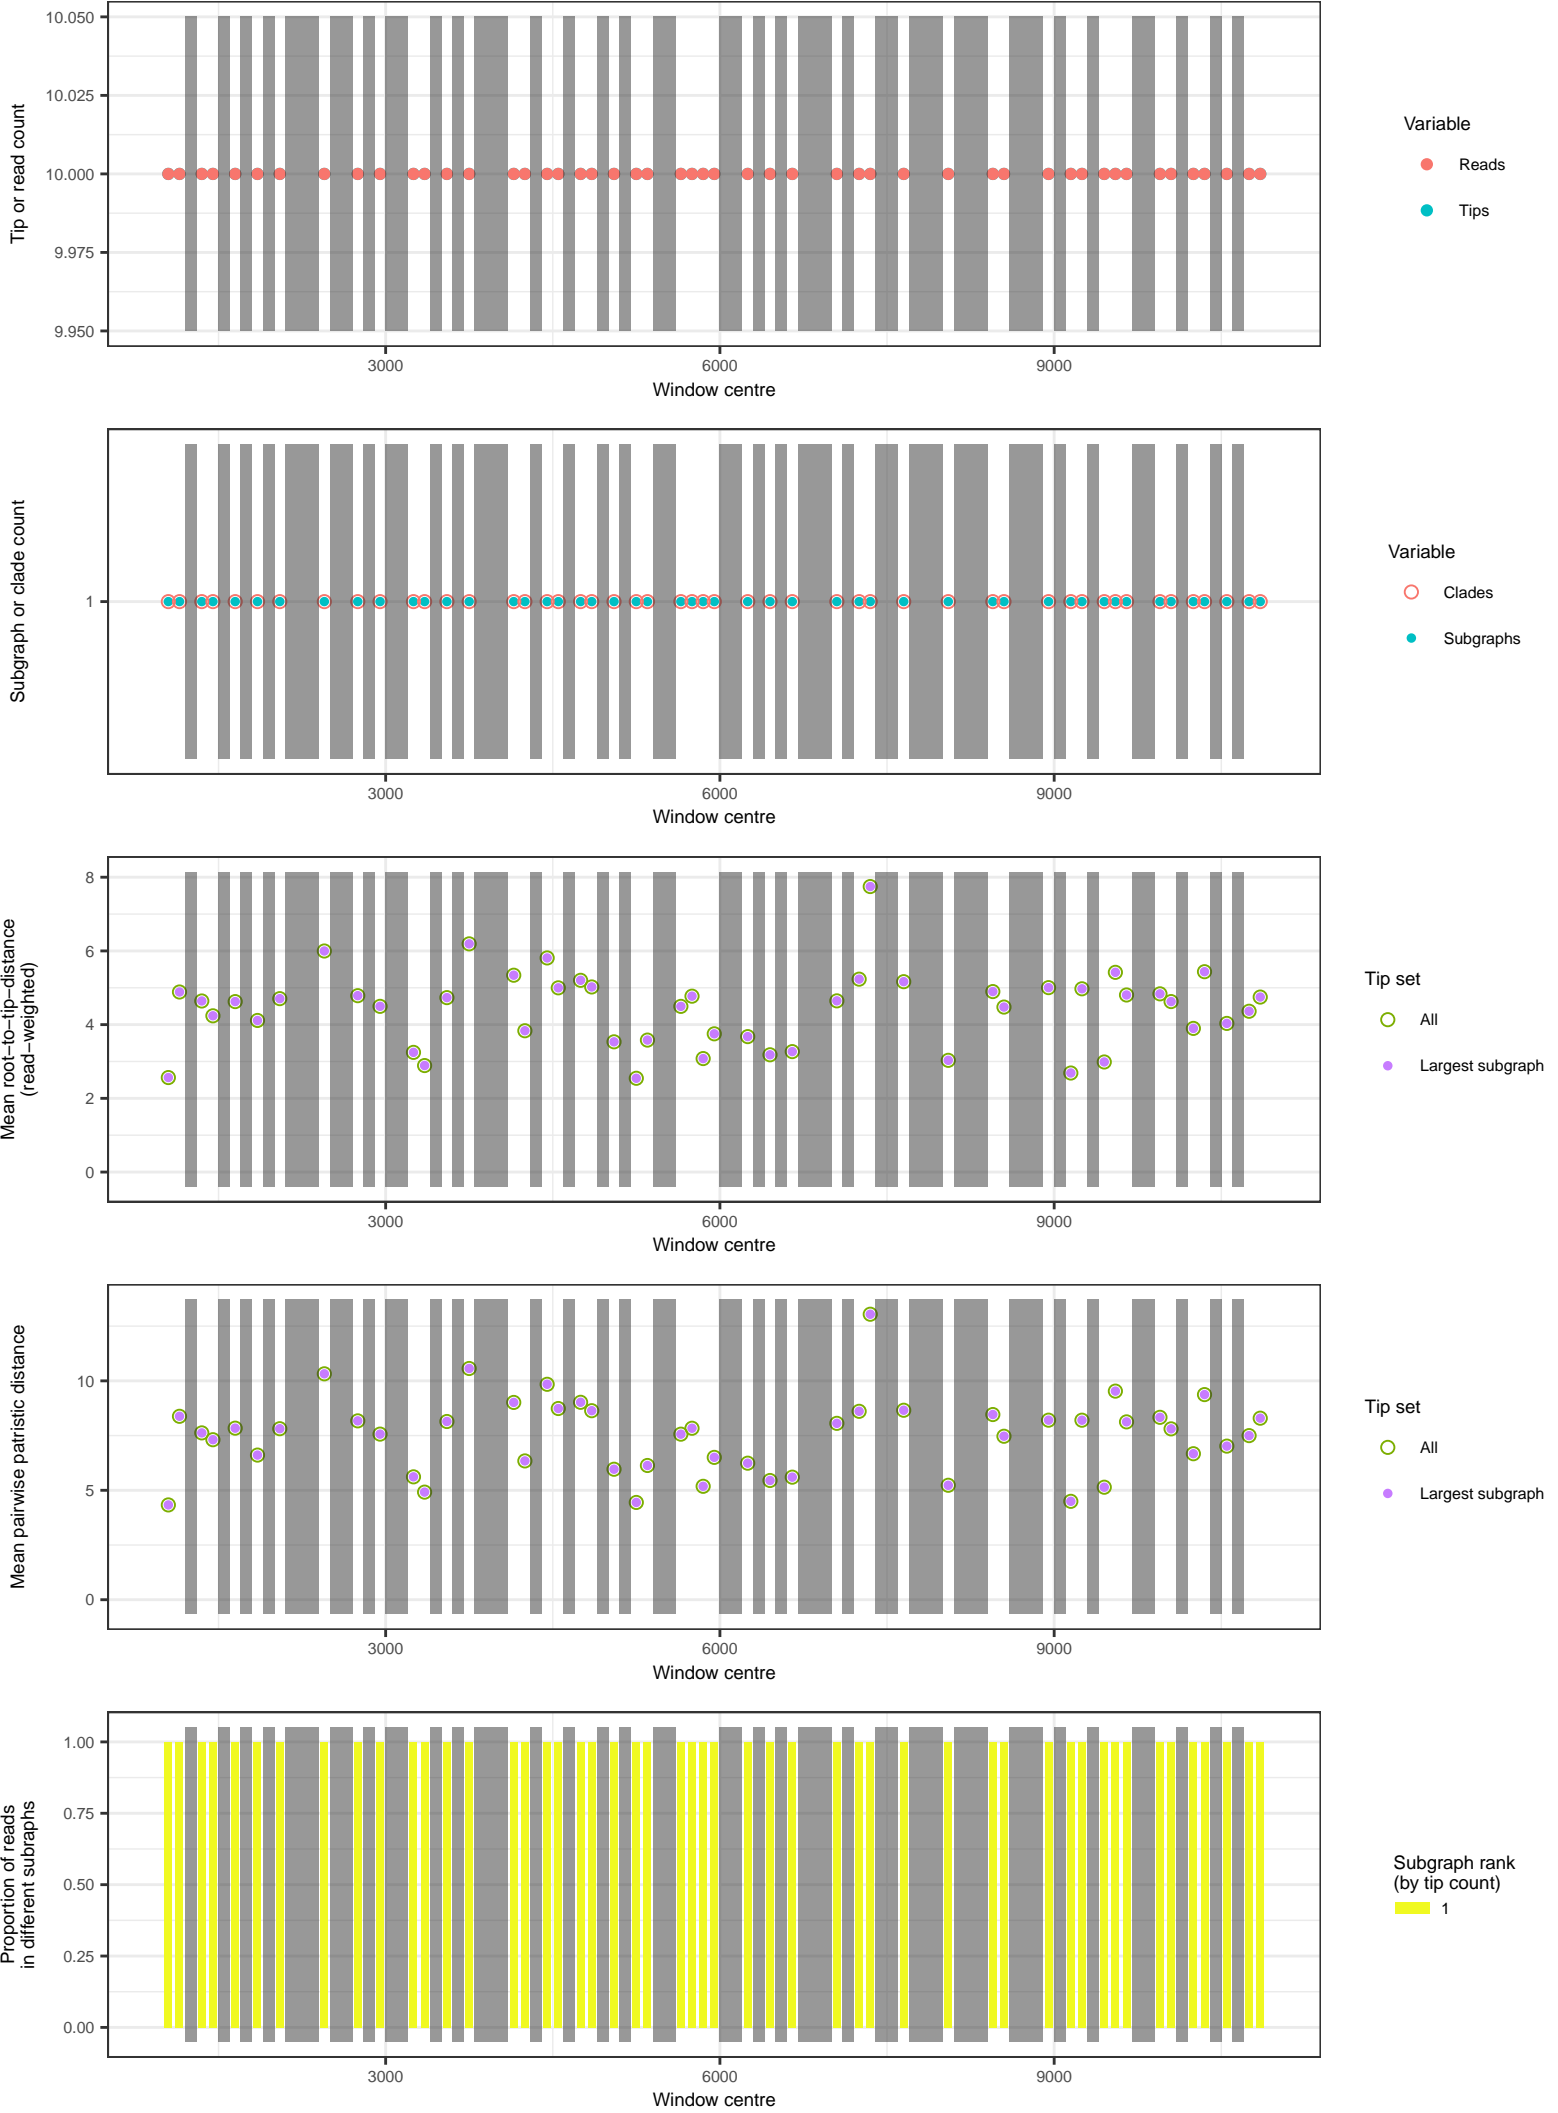 10.050
10.025
10.000
9.975
9.950
Tip or read count
3000
6000
9000
Window centre
Variable
Reads
Tips
1
Subgraph or clade count
3000
6000
9000
Window centre
Variable
Clades
Subgraphs
8
6
4
2
0
Mean root−to−tip−distance
(read−weighted)
3000
6000
9000
Window centre
Tip set
All
Largest subgraph
10
5
0
Mean pairwise patristic distance
3000
6000
9000
Window centre
Tip set
All
Largest subgraph
1.00
0.75
0.50
0.25
0.00
Proportion of reads
in different subraphs
3000
6000
9000
Window centre
Subgraph rank
(by tip count)
1